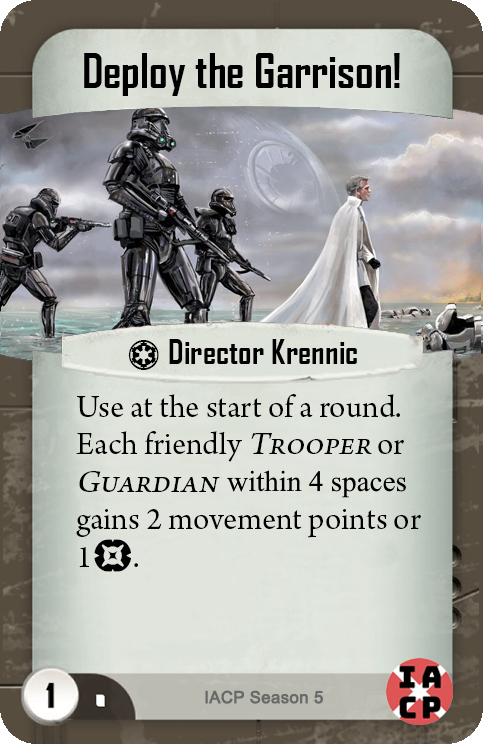 Deploy the Garrison!
Director Krennic
Use at the start of a round.
Each friendly TROOPER or
GUARDIAN within 4 spaces
gains 2 movement points or
1 .
1
IACP Season 5
IA
CP